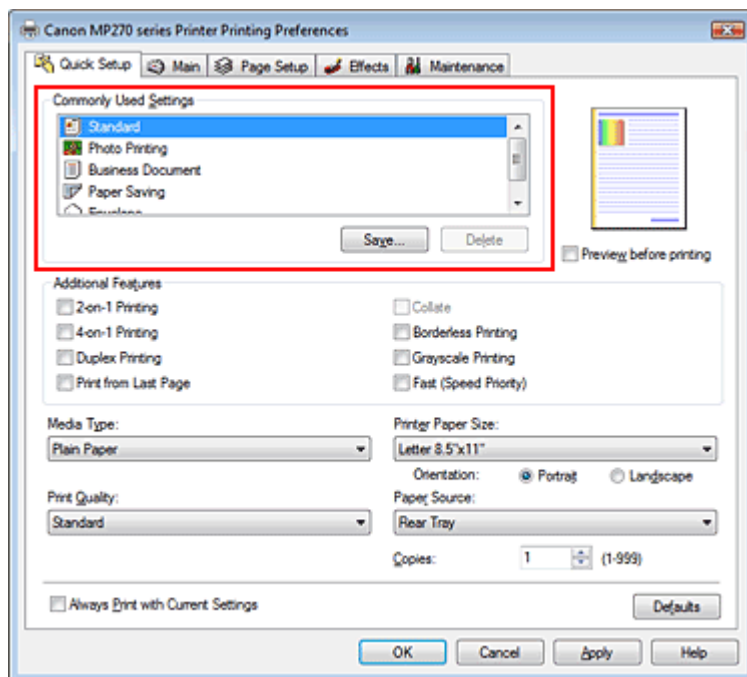 Canon MP270 series Printer Printing Preferences
Quick Setup Main Page Setup Effects Maintenance
Commonly Used Settings
Standard
Photo Printing
Business Document
Paper Saving
Envelope
Save... Delete
Preview before printing
Additional Features
2-on-1 Printing Collate
4-on-1 Printing Borderless Printing
Duplex Printing Grayscale Printing
Print from Last Page Fast (Speed Priority)
Media Type: Printer Paper Size:
Plain Paper Letter 8.5"x11"
Orientation: Portrait Landscape
Print Quality: Paper Source:
Standard Rear Tray
Copies: 1 (1-999)
Always Print with Current Settings Defaults
OK Cancel Apply Help